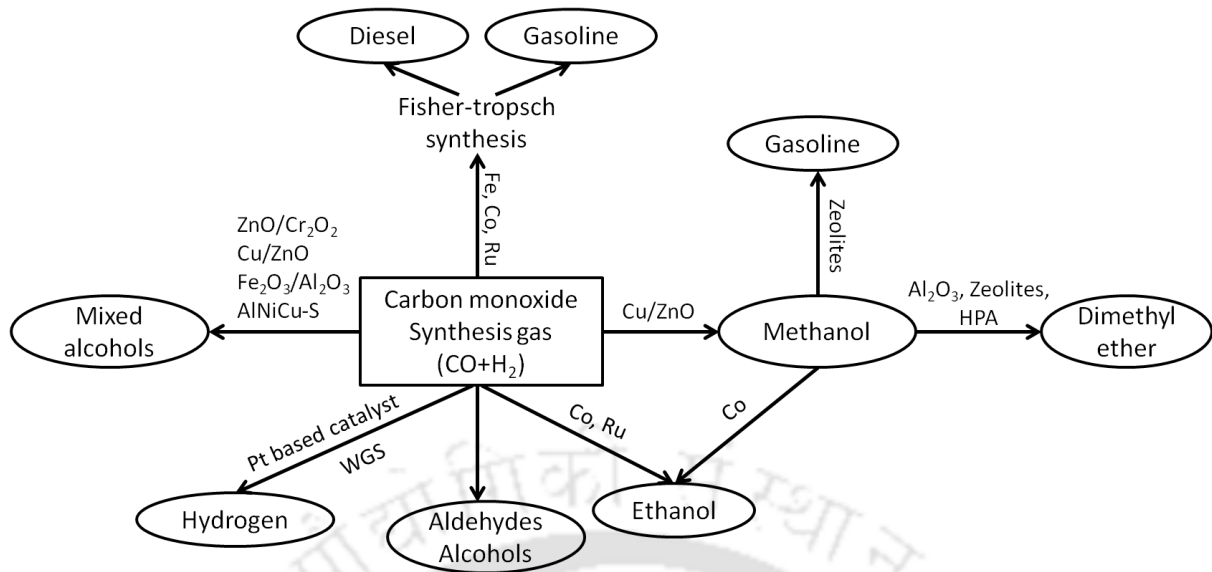 Diesel
Gasoline
Fisher-tropsch
synthesis
Gasoline
Fe, Co, Ru
Zeolites
ZnO/Cr₂O₂
Cu/ZnO
Fe₂O₃/Al₂O₃
AlNiCu-S
Mixed
alcohols
Carbon monoxide
Synthesis gas
(CO+H₂)
Cu/ZnO
Methanol
Al₂O₃, Zeolites,
HPA
Dimethyl
ether
Pt based catalyst
WGS
Co, Ru
Co
Hydrogen
Aldehydes
Alcohols
Ethanol